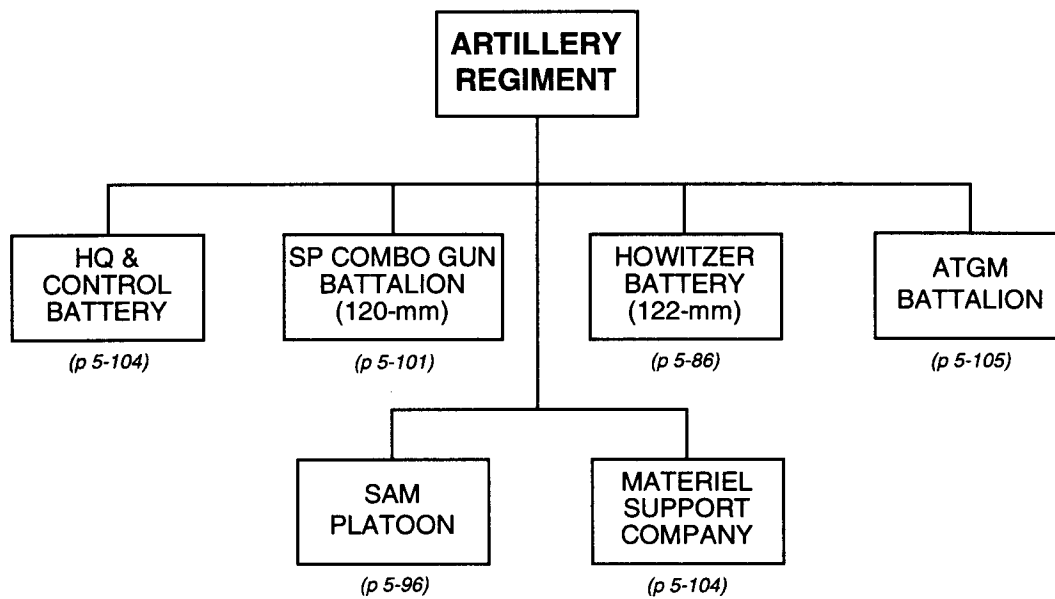 ARTILLERY
REGIMENT
HQ &
CONTROL
BATTERY
(p 5-104)
SP COMBO GUN
BATTALION
(120-mm)
(p 5-101)
HOWITZER
BATTERY
(122-mm)
(p 5-86)
ATGM
BATTALION
(p 5-105)
SAM
PLATOON
(p 5-96)
MATERIEL
SUPPORT
COMPANY
(p 5-104)